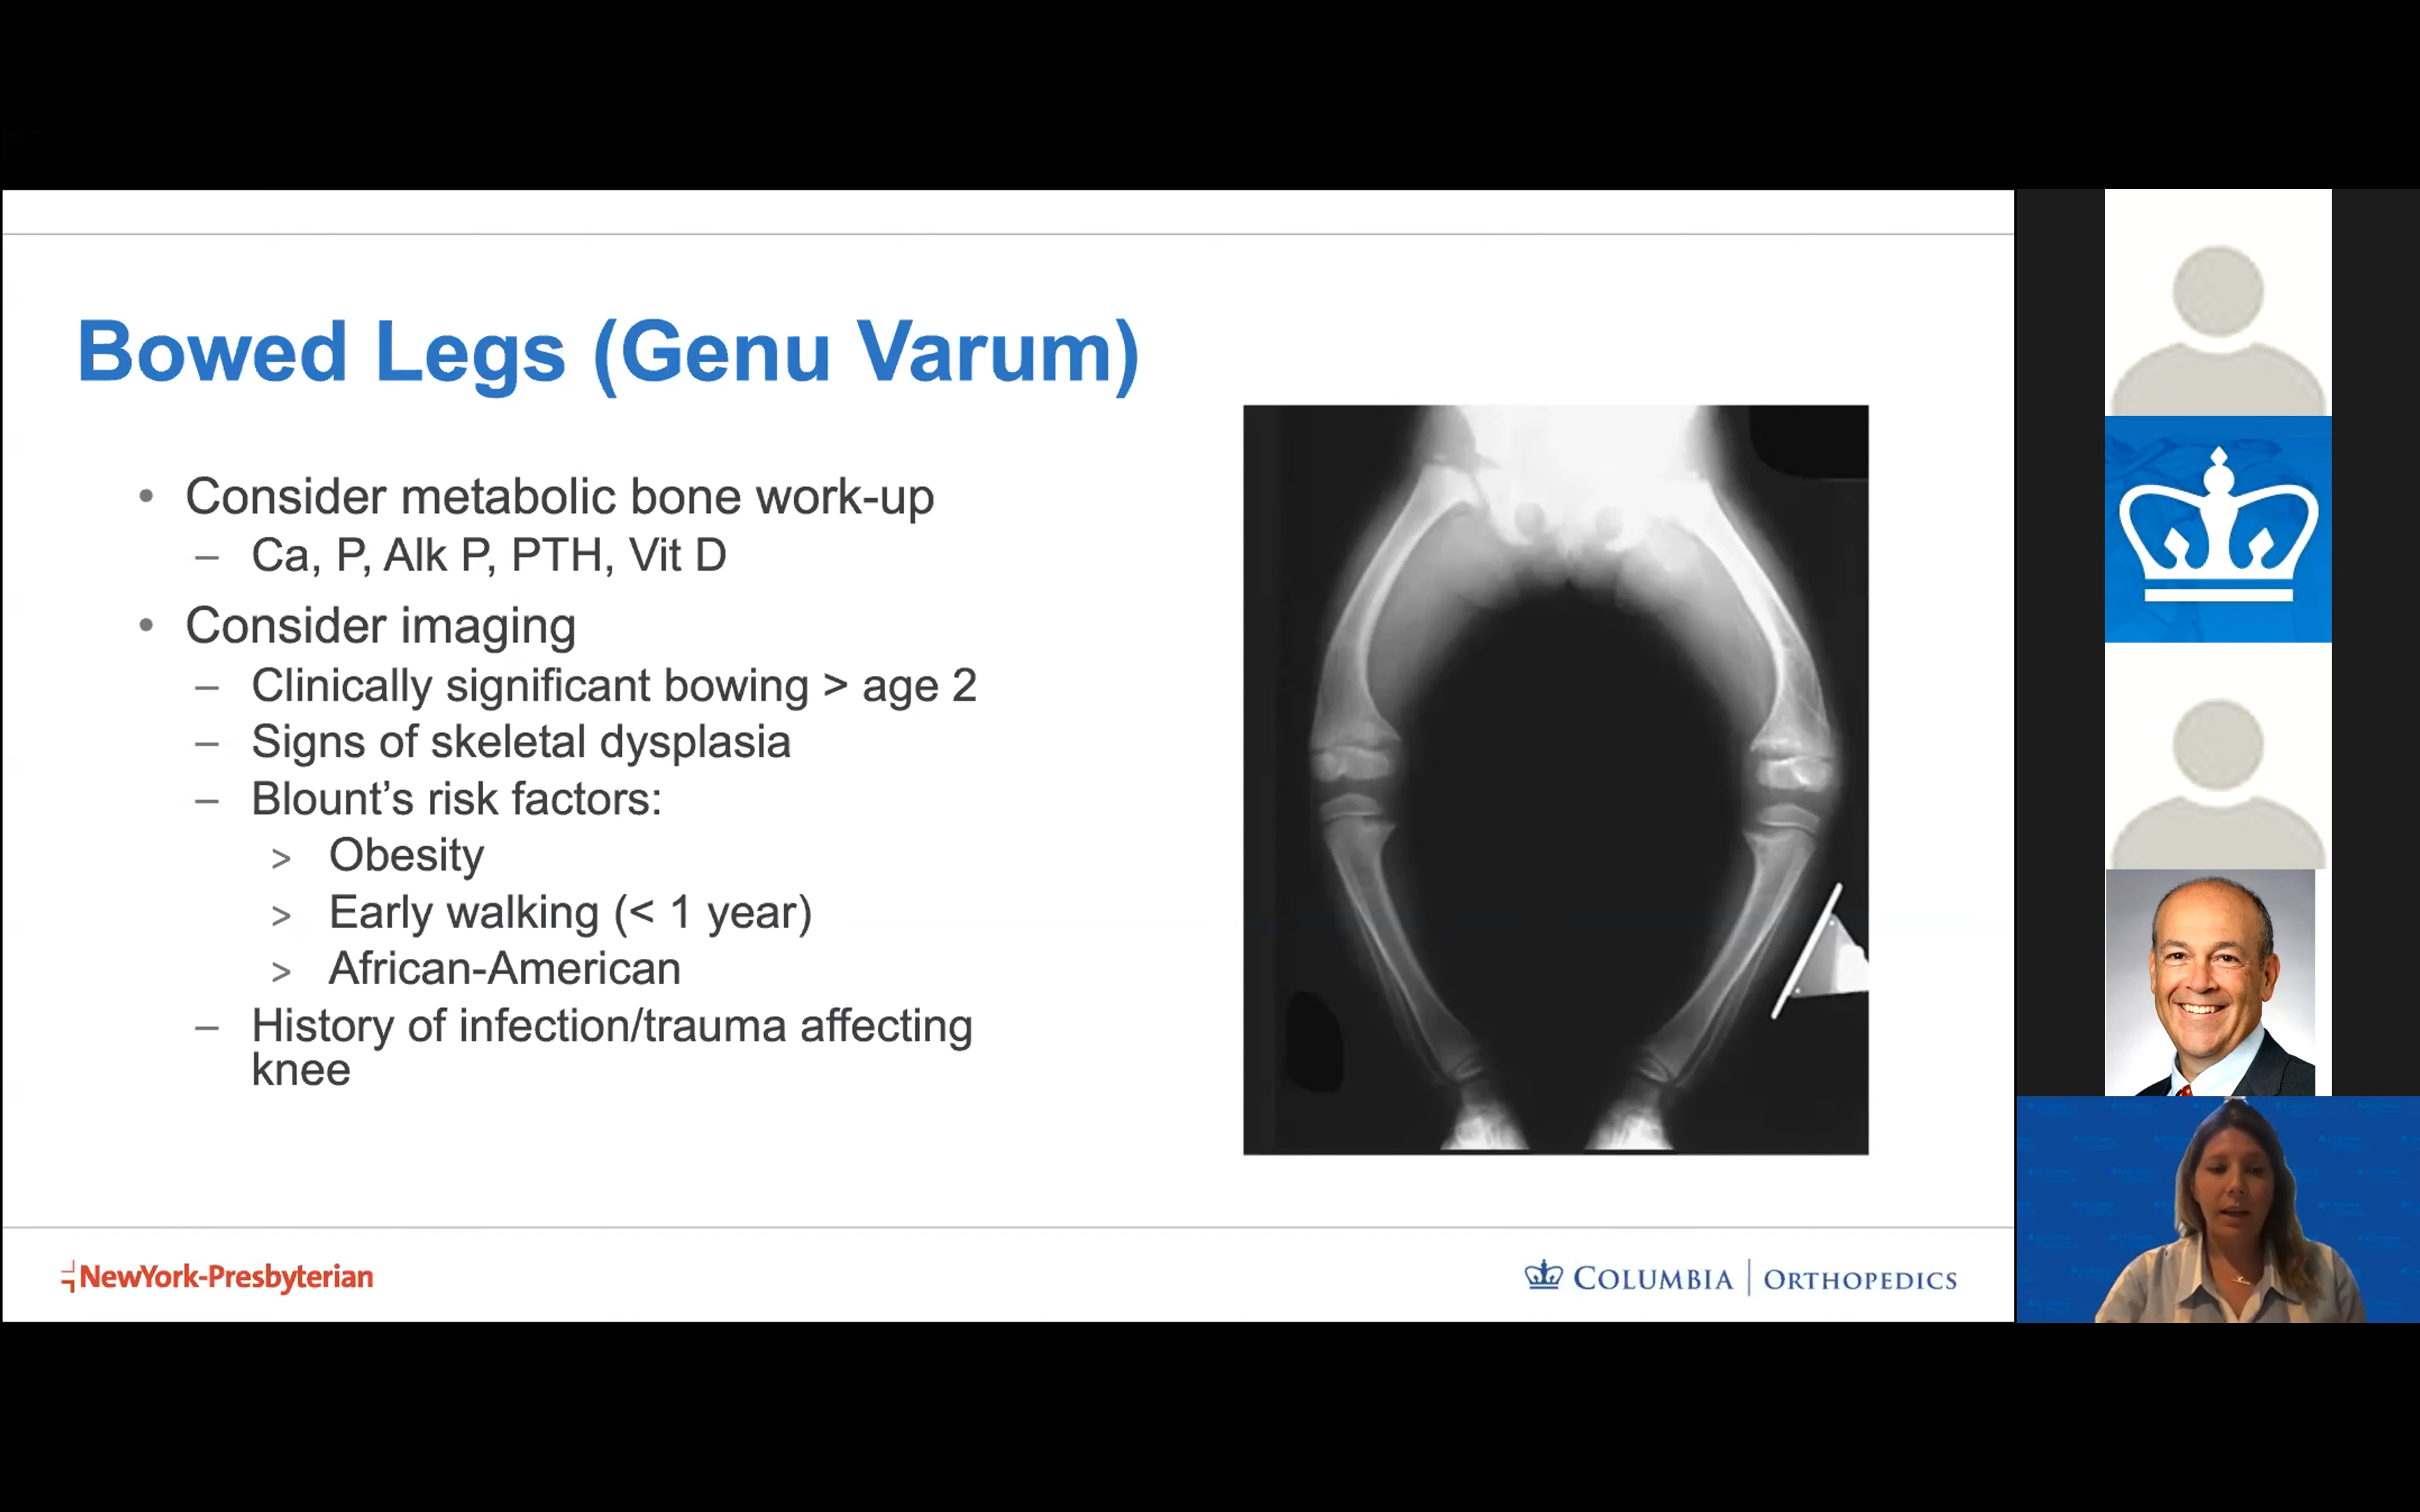 Bowed Legs (Genu Varum)
• Consider metabolic bone work-up
– Ca, P, Alk P, PTH, Vit D
• Consider imaging
– Clinically significant bowing > age 2
– Signs of skeletal dysplasia
– Blount’s risk factors:
> Obesity
> Early walking (< 1 year)
> African-American
– History of infection/trauma affecting
knee
NewYork-Presbyterian
COLUMBIA | ORTHOPEDICS